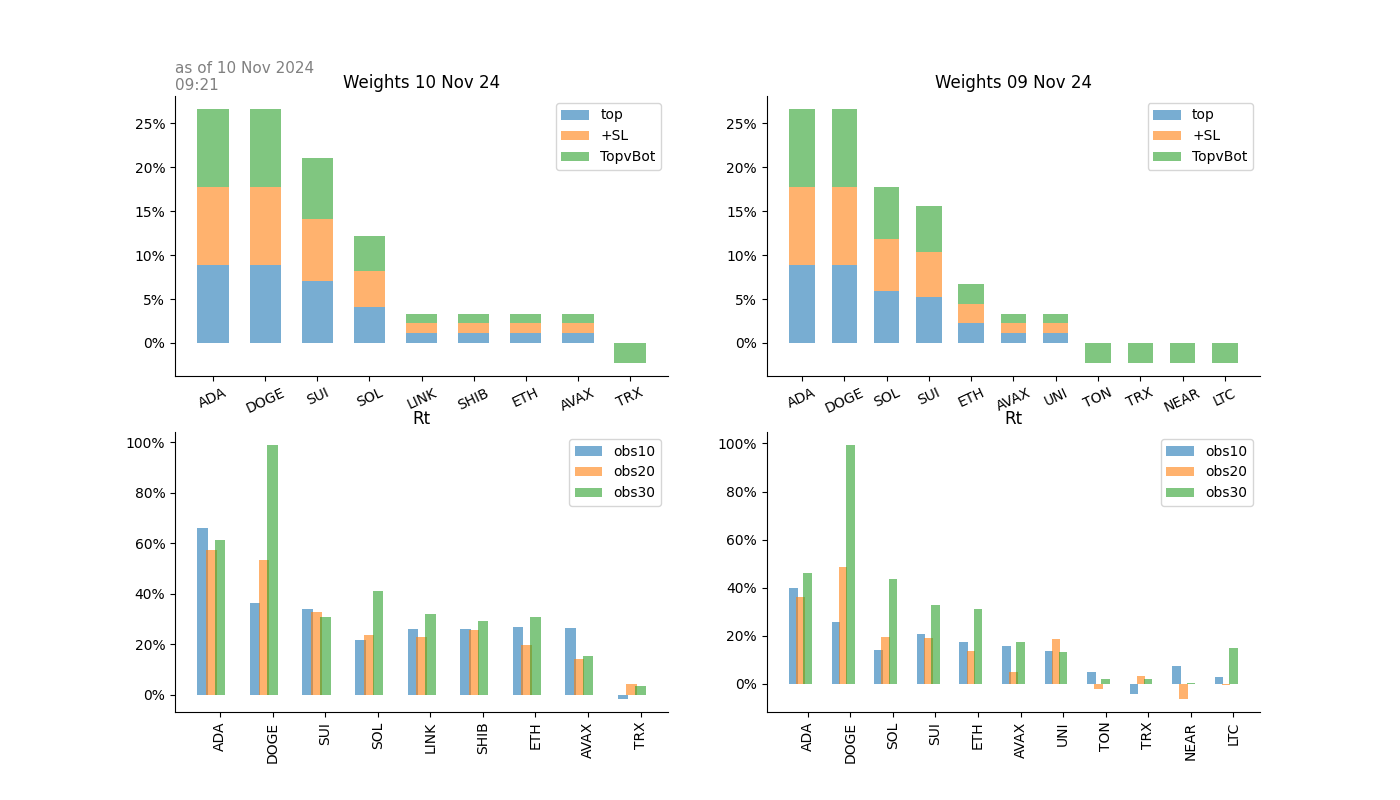 as of 10 Nov 2024
09:21
Weights 10 Nov 24
25%
20%
15%
10%
5%
0%
top
+SL
TopvBot
ADA
DOGE
SUI
SOL
LINK
SHIB
ETH
AVAX
TRX
Weights 09 Nov 24
25%
20%
15%
10%
5%
0%
top
+SL
TopvBot
ADA
DOGE
SOL
SUI
ETH
AVAX
UNI
TON
TRX
NEAR
LTC
Rt
100%
80%
60%
40%
20%
0%
obs10
obs20
obs30
ADA
DOGE
SUI
SOL
LINK
SHIB
ETH
AVAX
TRX
Rt
100%
80%
60%
40%
20%
0%
obs10
obs20
obs30
ADA
DOGE
SOL
SUI
ETH
AVAX
UNI
TON
TRX
NEAR
LTC